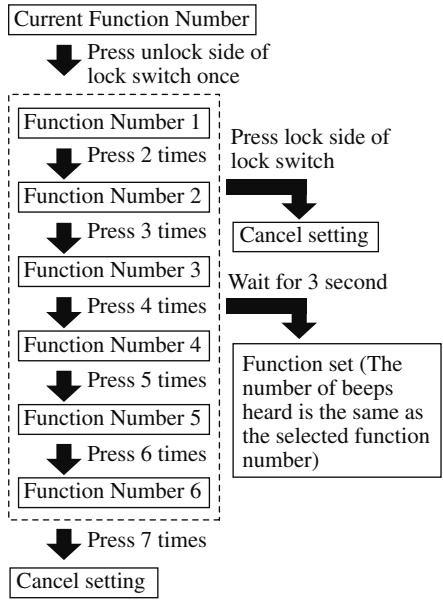 Current Function Number
Press unlock side of
lock switch once
Function Number 1
Press 2 times
Function Number 2
Press 3 times
Function Number 3
Press 4 times
Function Number 4
Press 5 times
Function Number 5
Press 6 times
Function Number 6
Press 7 times
Cancel setting
Press lock side of
lock switch
Cancel setting
Wait for 3 second
Function set (The
number of beeps
heard is the same as
the selected function
number)